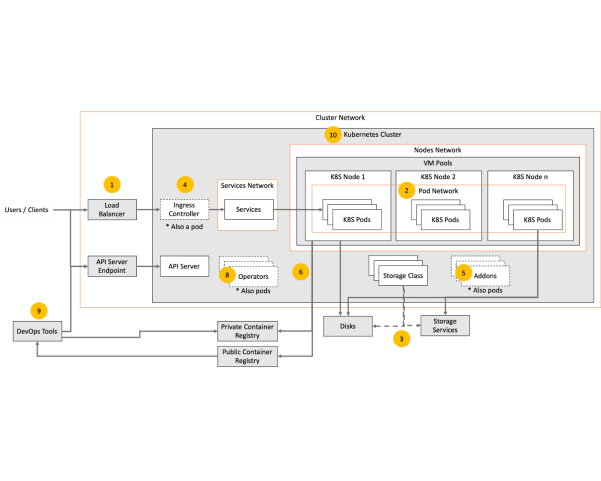 Cluster Network
10 Kubernetes Cluster
Nodes Network
VM Pools
K8S Node 1
K8S Node 2
K8S Node n
1
4
Services Network
2 Pod Network
Users / Clients
Load
Balancer
Ingress
Controller
Services
K8S Pods
K8S Pods
K8S Pods
* Also a pod
API Server
Endpoint
API Server
8 Operators
* Also pods
6
Storage Class
5 Addons
* Also pods
9
DevOps Tools
Private Container
Registry
Disks
Storage
Services
3
Public Container
Registry